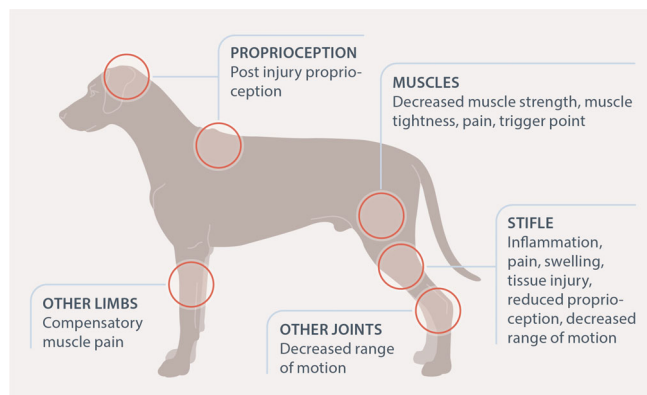 PROPRIOCEPTION
Post injury proprio-
ception
MUSCLES
Decreased muscle strength, muscle
tightness, pain, trigger point
STIFLE
Inflammation,
pain, swelling,
tissue injury,
reduced proprio-
ception, decreased
range of motion
OTHER LIMBS
Compensatory
muscle pain
OTHER JOINTS
Decreased range
of motion